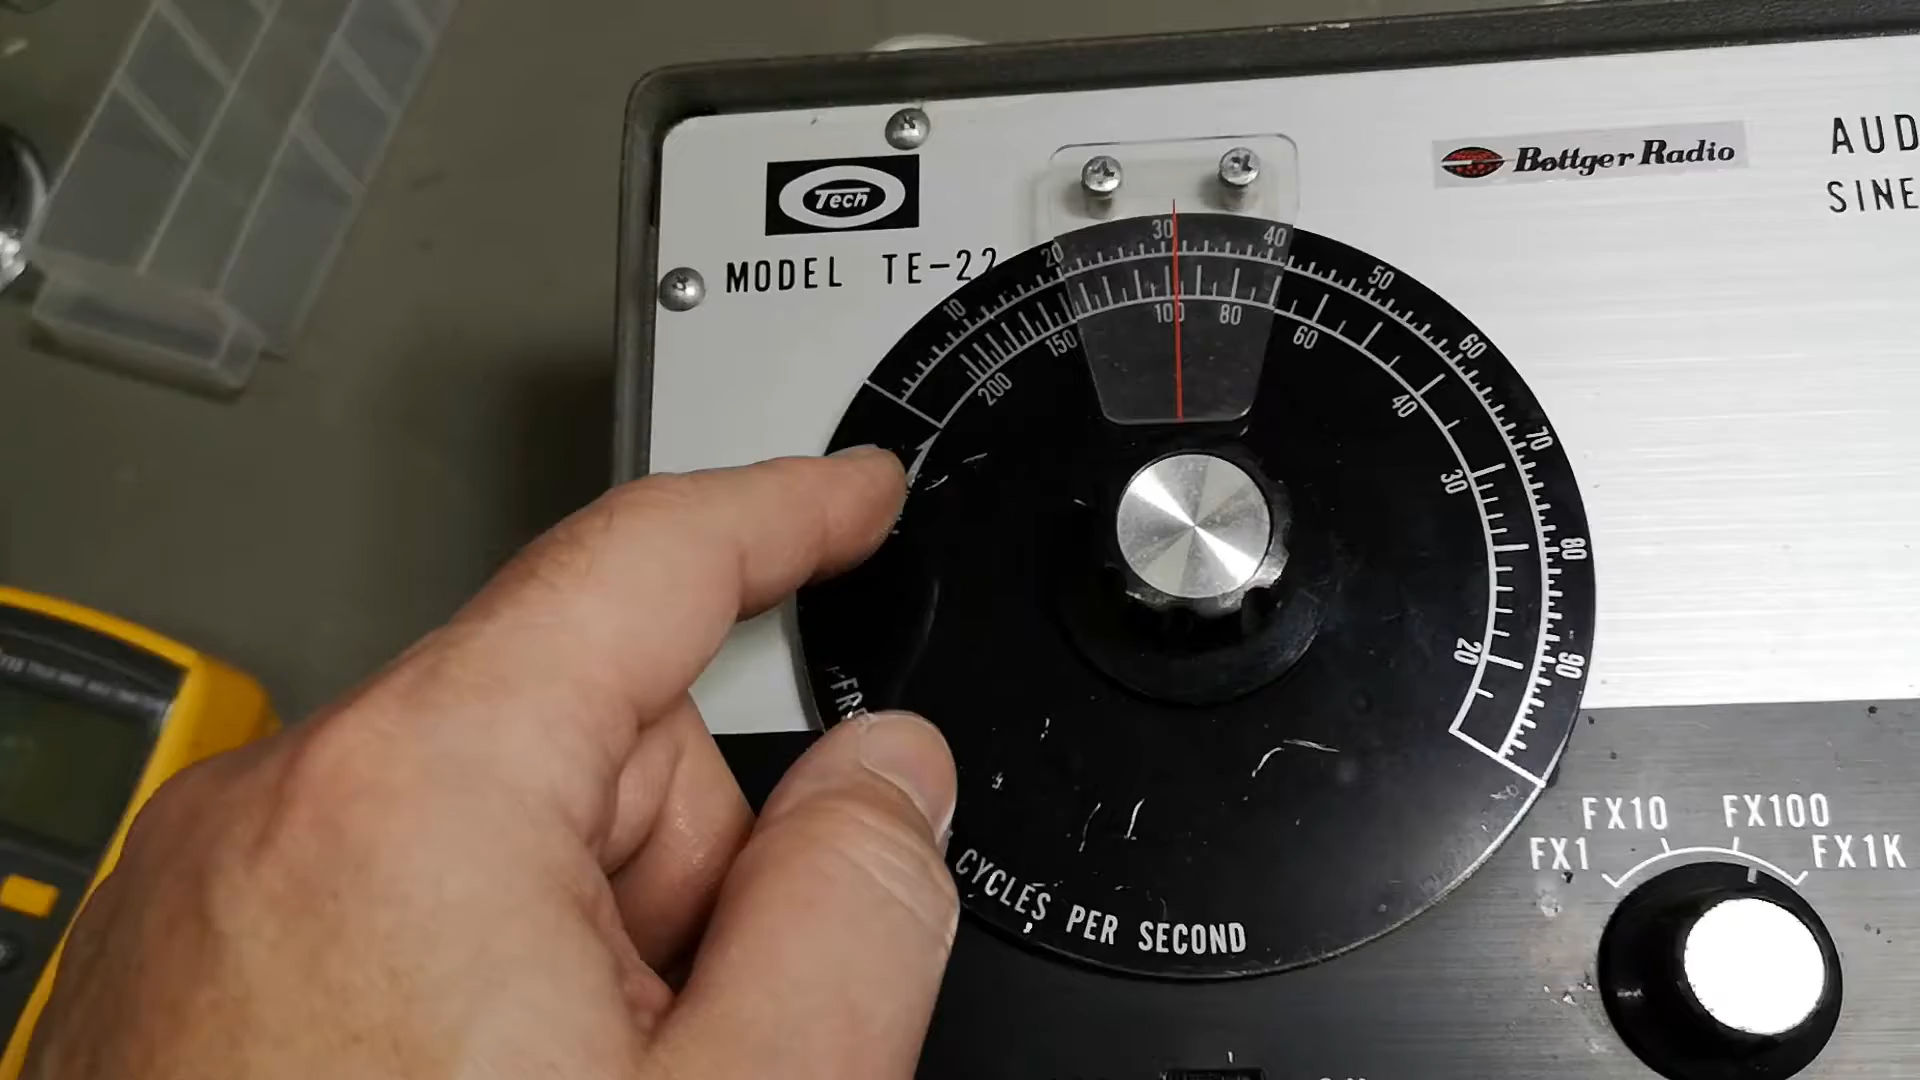 Tech
MODEL TE-22
Bottger Radio
AUD
SINE
10 20 30 40 50 60 70 80 90
200 150 100 80 60 40 30 20
FRE
CYCLES PER SECOND
FX1 FX10 FX100 FX1K